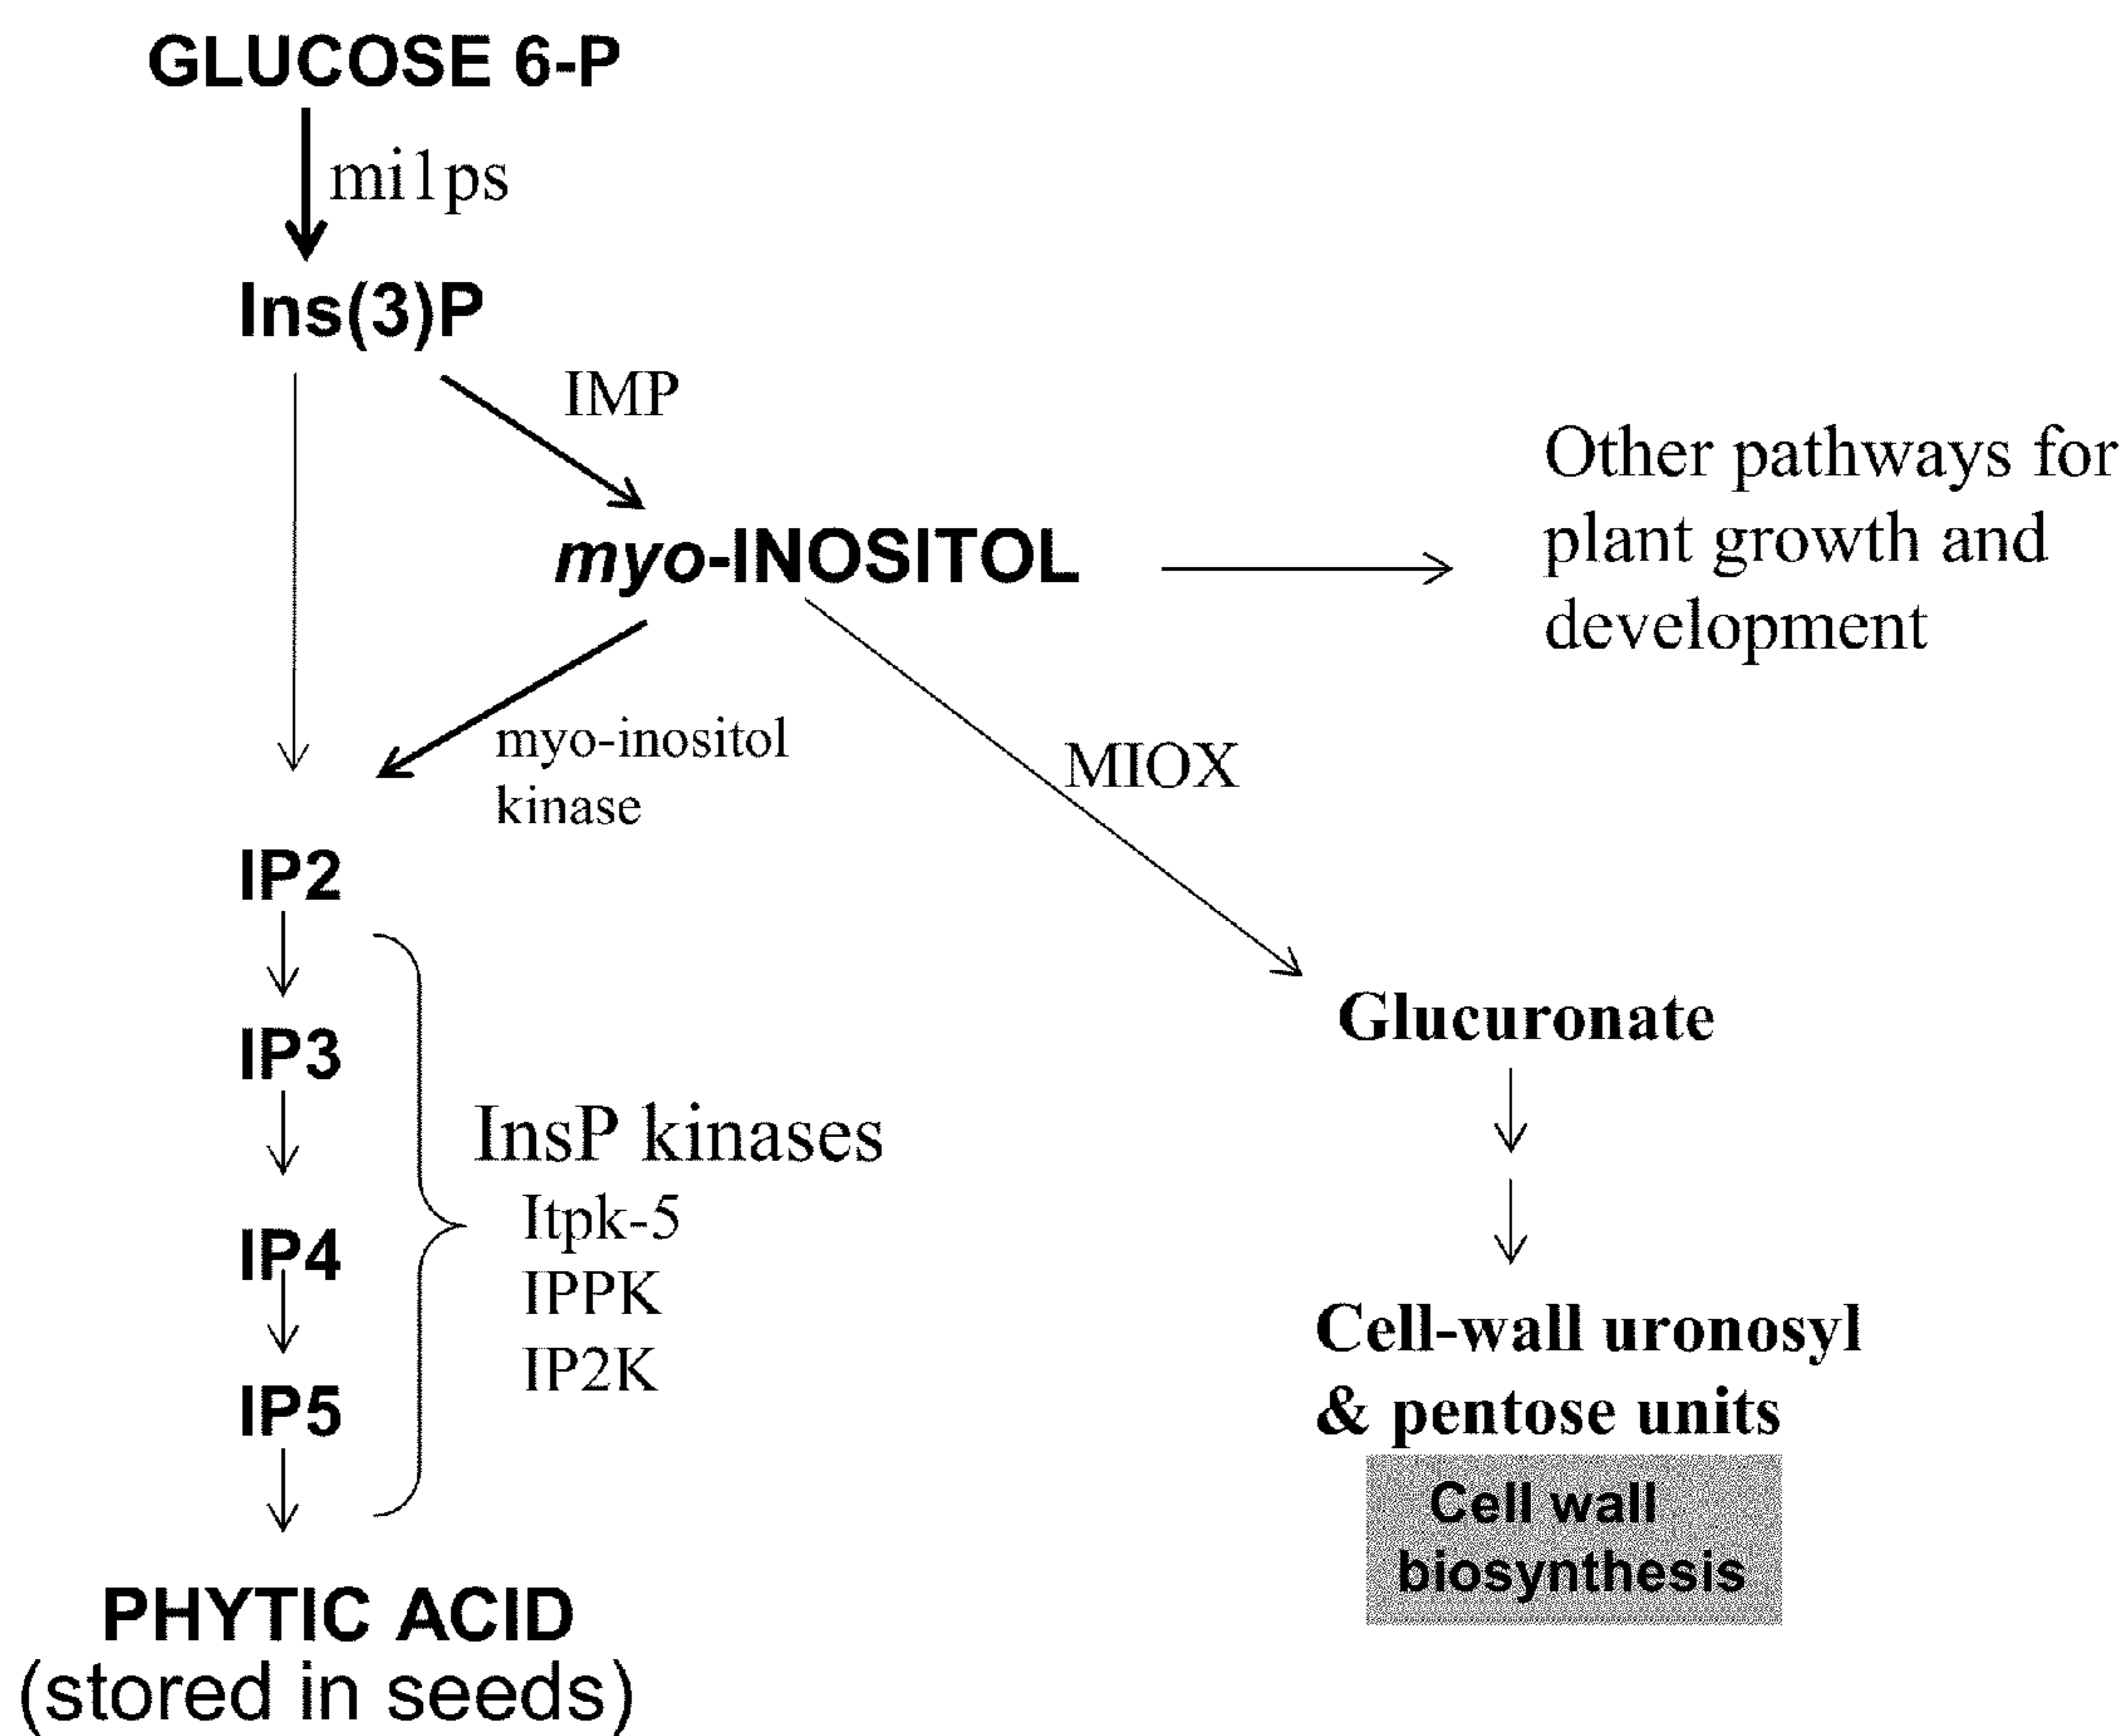 GLUCOSE 6-P
mi1ps
Ins(3)P
IMP
myo-INOSITOL
Other pathways for
plant growth and
development
myo-inositol
kinase
MIOX
IP2
IP3
IP4
IP5
InsP kinases
Itpk-5
IPPK
IP2K
PHYTIC ACID
(stored in seeds)
Glucuronate
Cell-wall uronosyl
& pentose units
Cell wall
biosynthesis